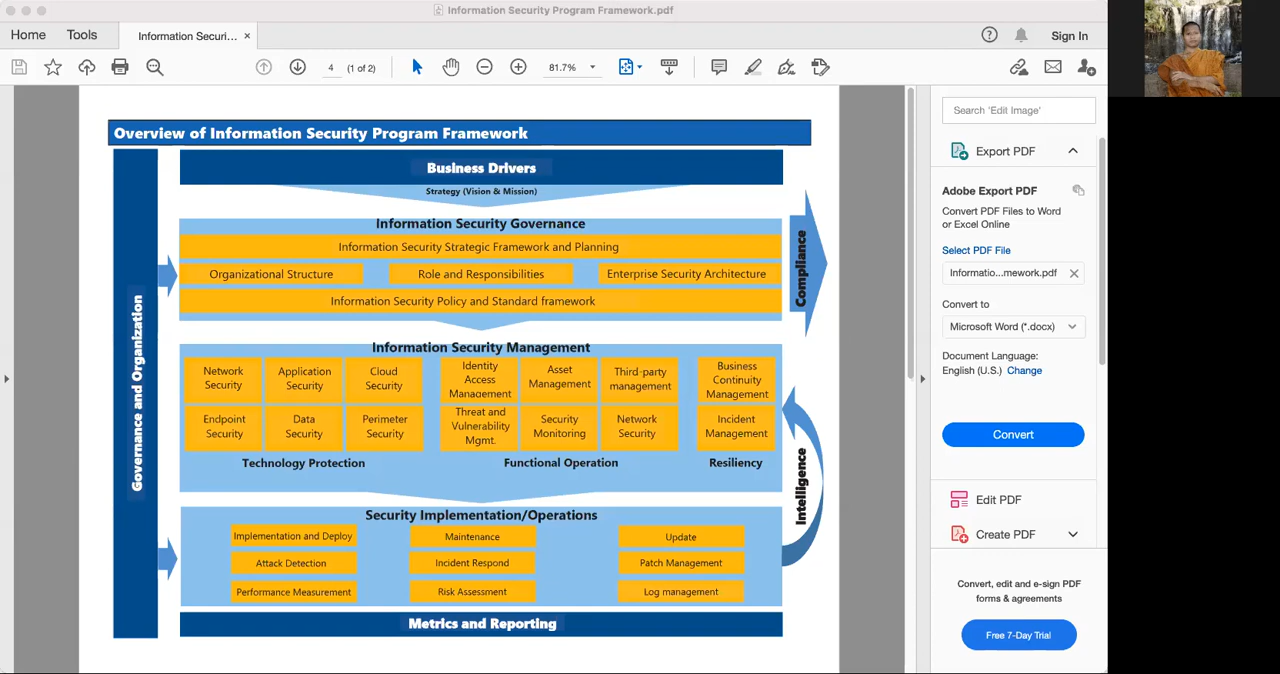 Information Security Program Framework.pdf
Home
Tools
Informati Securi... ×
Sign In
4
(1 of 2)
81.7%
Overview of Information Security Program Framework
Business Drivers
Strategy (Vision & Mission)
Governance and Organization
Information Security Governance
Information Security Strategic Framework and Planning
Organizational Structure
Role and Responsibilities
Enterprise Security Architecture
Information Security Policy and Standard framework
Compliance
Information Security Management
Network
Security
Application
Security
Cloud
Security
Identity
Access
Management
Asset
Management
Third-party
management
Business
Continuity
Management
Endpoint
Security
Data
Security
Perimeter
Security
Threat and
Vulnerability
Mgmt.
Security
Monitoring
Network
Security
Incident
Management
Technology Protection
Functional Operation
Resiliency
Intelligence
Security Implementation/Operations
Implementation and Deploy
Maintenance
Update
Attack Detection
Incident Respond
Patch Management
Performance Measurement
Risk Assessment
Log management
Metrics and Reporting
Search 'Edit Image'
Export PDF
Adobe Export PDF
Convert PDF Files to Word
or Excel Online
Select PDF File
Informatio...mework.pdf
Convert to
Microsoft Word (*.docx)
Document Language:
English (U.S.) Change
Convert
Edit PDF
Create PDF
Convert, edit and e-sign PDF
forms & agreements
Free 7-Day Trial